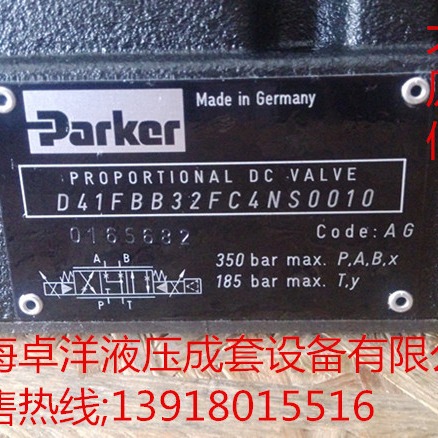 Made in Germany
Parker
PROPORTIONAL DC VALVE
D41FBB32FC4NS0010
0165682
Code: AG
A B
350 bar max. P,A,B,x
185 bar max. T,y
P T
海卓洋液压成套设备有限公
售热线;13918015516